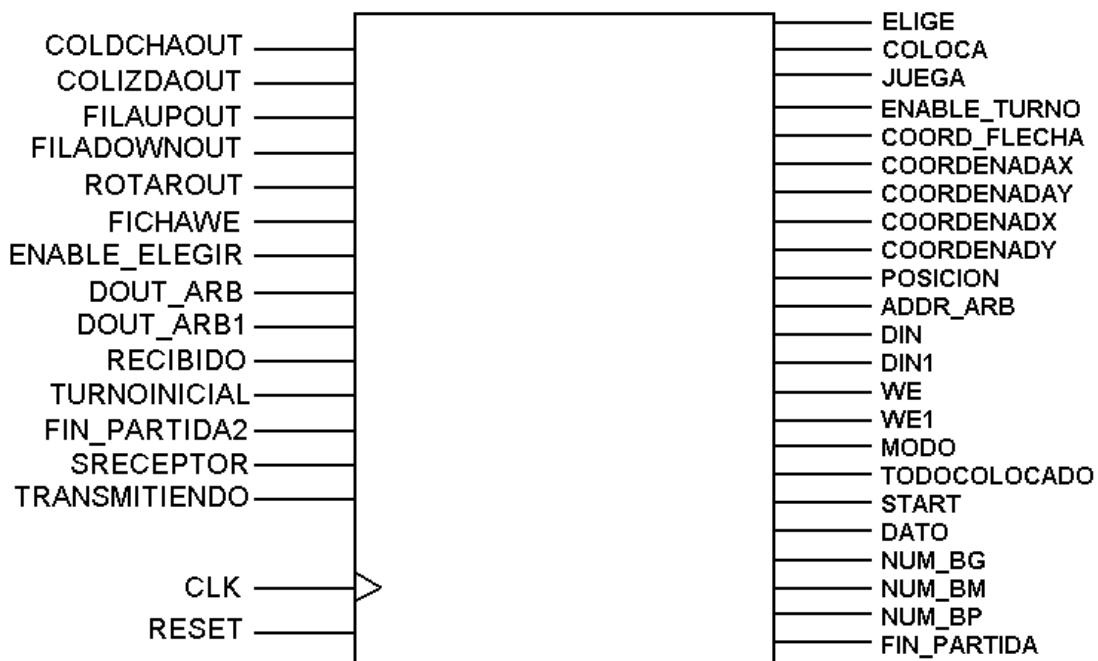 COLDCHAOUT
COLIZDAOUT
FILAUPOUT
FILADOWNOUT
ROTAROUT
FICHAWE
ENABLE_ELEGIR
DOUT_ARB
DOUT_ARB1
RECIBIDO
TURNOINICIAL
FIN_PARTIDA2
SRECEPTOR
TRANSMITIENDO
CLK
RESET
ELIGE
COLOCA
JUEGA
ENABLE_TURNO
COORD_FLECHA
COORDENADAX
COORDENADAY
COORDENADX
COORDENADY
POSICION
ADDR_ARB
DIN
DIN1
WE
WE1
MODO
TODOCOLOCADO
START
DATO
NUM_BG
NUM_BM
NUM_BP
FIN_PARTIDA